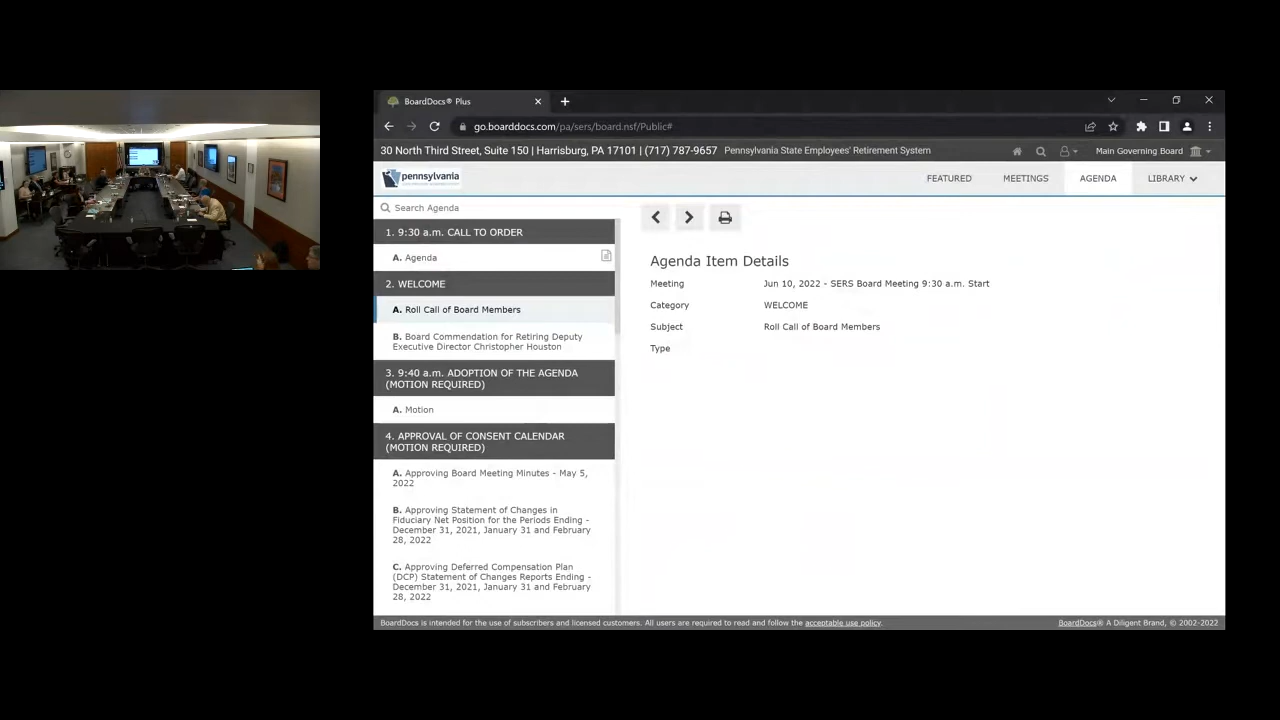 BoardDocs® Plus
go.boarddocs.com/pa/sers/board.nsf/Public#
30 North Third Street, Suite 150 | Harrisburg, PA 17101 | (717) 787-9657 Pennsylvania State Employees' Retirement System
Main Governing Board
pennsylvania
FEATURED MEETINGS AGENDA LIBRARY
Search Agenda
1. 9:30 a.m. CALL TO ORDER
A. Agenda
2. WELCOME
A. Roll Call of Board Members
B. Board Commendation for Retiring Deputy
Executive Director Christopher Houston
3. 9:40 a.m. ADOPTION OF THE AGENDA
(MOTION REQUIRED)
A. Motion
4. APPROVAL OF CONSENT CALENDAR
(MOTION REQUIRED)
A. Approving Board Meeting Minutes - May 5,
2022
B. Approving Statement of Changes in
Fiduciary Net Position for the Periods Ending -
December 31, 2021, January 31 and February
28, 2022
C. Approving Deferred Compensation Plan
(DCP) Statement of Changes Reports Ending -
December 31, 2021, January 31 and February
28, 2022
Agenda Item Details
Meeting Jun 10, 2022 - SERS Board Meeting 9:30 a.m. Start
Category WELCOME
Subject Roll Call of Board Members
Type
BoardDocs is intended for the use of subscribers and licensed customers. All users are required to read and follow the acceptable use policy.
BoardDocs® A Diligent Brand, © 2002-2022